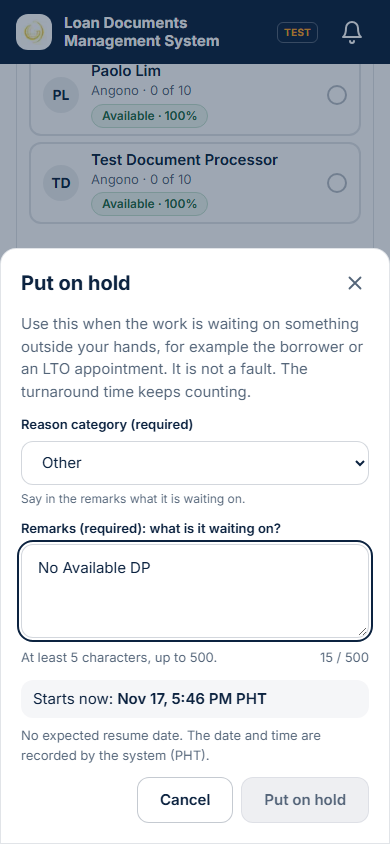 Loan Documents
Management System
TEST
Paolo Lim
PL
Angono · 0 of 10
Available · 100%
Test Document Processor
TD
Angono · 0 of 10
Available · 100%
Put on hold
Use this when the work is waiting on something
outside your hands, for example the borrower or
an LTO appointment. It is not a fault. The
turnaround time keeps counting.
Reason category (required)
Other
Say in the remarks what it is waiting on.
Remarks (required): what is it waiting on?
No Available DP
At least 5 characters, up to 500.
15 / 500
Starts now: Nov 17, 5:46 PM PHT
No expected resume date. The date and time are
recorded by the system (PHT).
Cancel
Put on hold